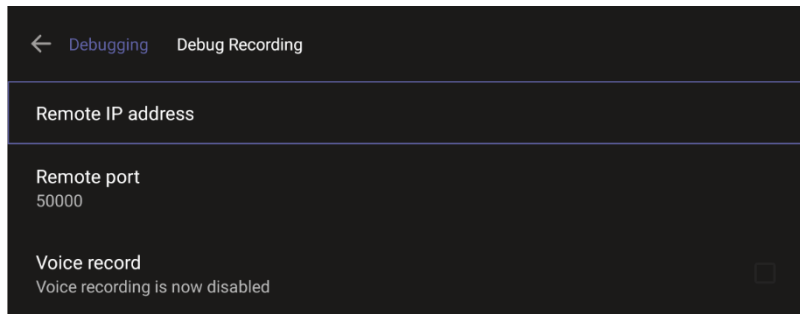 Debugging Debug Recording
Remote IP address
Remote port
50000
Voice record
Voice recording is now disabled